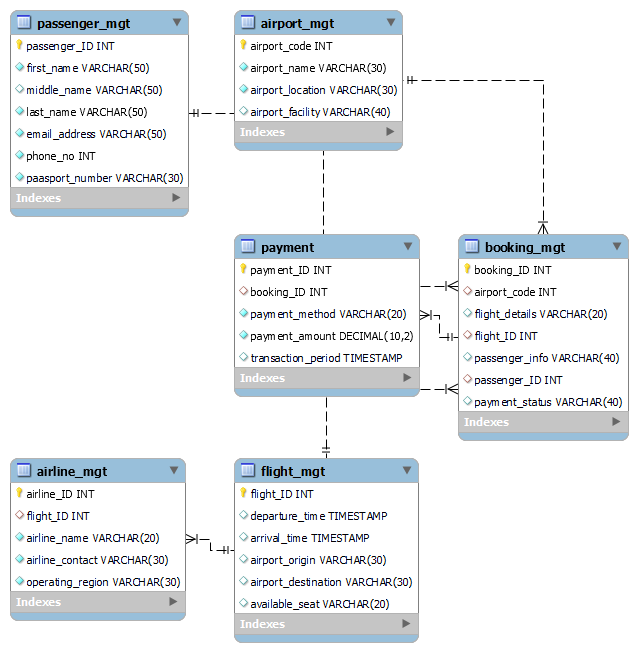 passenger_mgt
passenger_ID INT
first_name VARCHAR(50)
middle_name VARCHAR(50)
last_name VARCHAR(50)
email_address VARCHAR(50)
phone_no INT
paasport_number VARCHAR(30)
Indexes
airport_mgt
airport_code INT
airport_name VARCHAR(30)
airport_location VARCHAR(30)
airport_facility VARCHAR(40)
Indexes
payment
payment_ID INT
booking_ID INT
payment_method VARCHAR(20)
payment_amount DECIMAL(10,2)
transaction_period TIMESTAMP
Indexes
booking_mgt
booking_ID INT
airport_code INT
flight_details VARCHAR(20)
flight_ID INT
passenger_info VARCHAR(40)
passenger_ID INT
payment_status VARCHAR(40)
Indexes
airline_mgt
airline_ID INT
flight_ID INT
airline_name VARCHAR(20)
airline_contact VARCHAR(30)
operating_region VARCHAR(30)
Indexes
flight_mgt
flight_ID INT
departure_time TIMESTAMP
arrival_time TIMESTAMP
airport_origin VARCHAR(30)
airport_destination VARCHAR(30)
available_seat VARCHAR(20)
Indexes